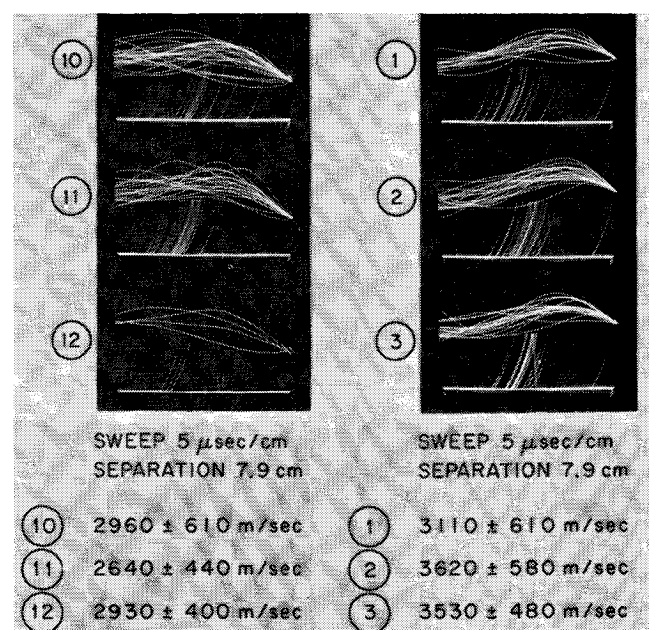 10
11
12
SWEEP 5 μsec/cm
SEPARATION 7.9 cm
10 2960 ± 610 m/sec
11 2640 ± 440 m/sec
12 2930 ± 400 m/sec
1
2
3
SWEEP 5 μsec/cm
SEPARATION 7.9 cm
1 3110 ± 610 m/sec
2 3620 ± 580 m/sec
3 3530 ± 480 m/sec